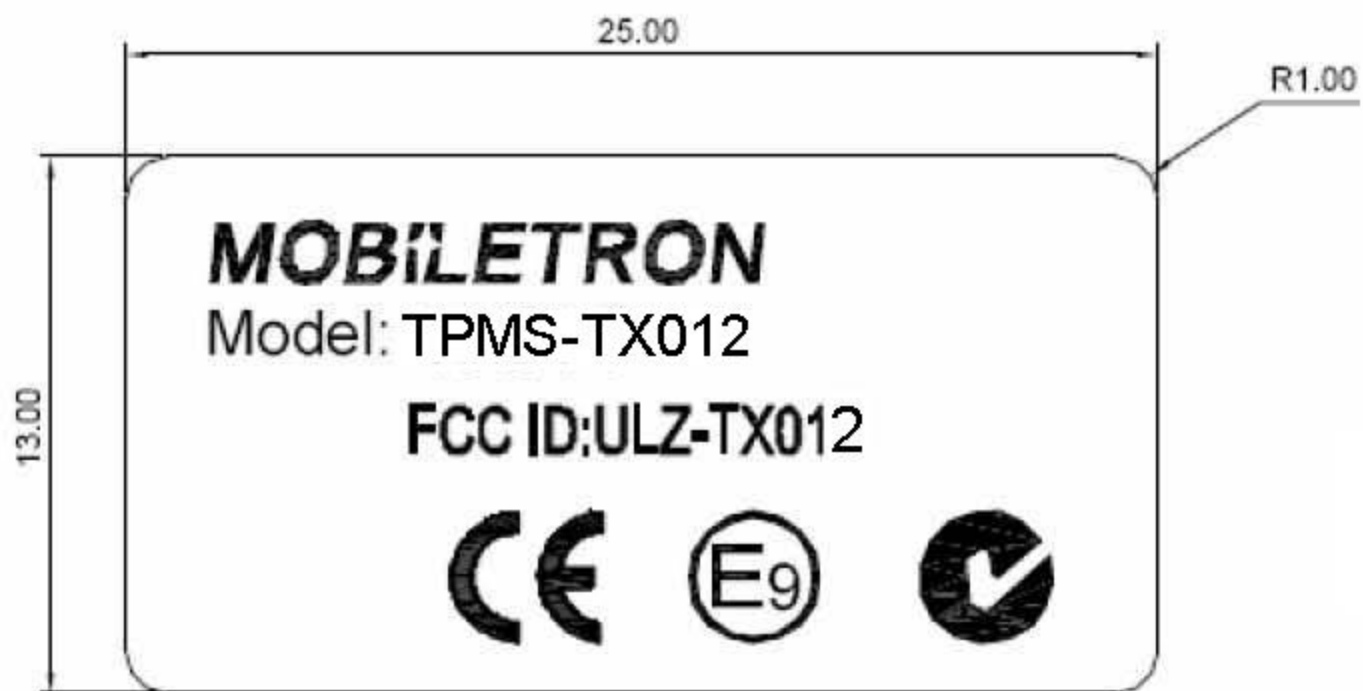 25.00
R1.00
MOBiLETRON
Model: TPMS-TX012
13.00
FCC ID:ULZ-TX012
CE E9